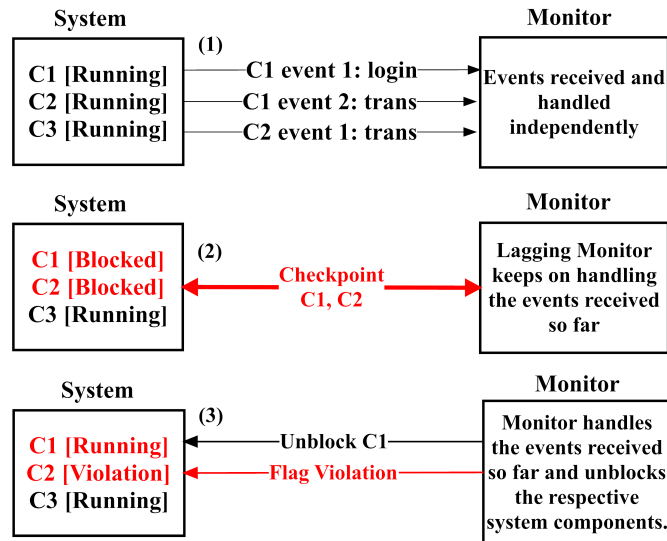 System
Monitor
(1)
C1 [Running]
C2 [Running]
C3 [Running]
C1 event 1: login
C1 event 2: trans
C2 event 1: trans
Events received and
handled
independently
System
Monitor
(2)
C1 [Blocked]
C2 [Blocked]
C3 [Running]
Checkpoint
C1, C2
Lagging Monitor
keeps on handling
the events received
so far
System
Monitor
(3)
C1 [Running]
C2 [Violation]
C3 [Running]
Unblock C1
Flag Violation
Monitor handles
the events received
so far and unblocks
the respective
system components.